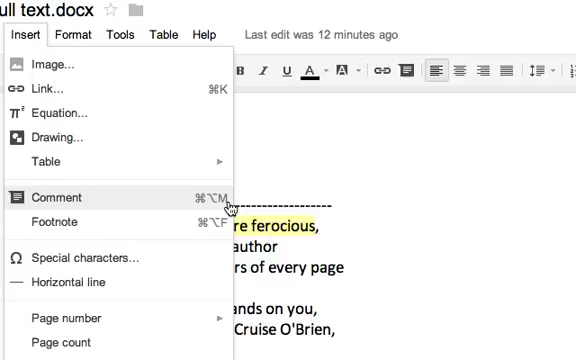 ull text.docx
Insert Format Tools Table Help Last edit was 12 minutes ago
Image...
Link... ⌘K
B I U A A
π² Equation...
Drawing...
Table
Comment ⌘⌥M
Footnote ⌘⌥F
re ferocious,
author
Ω Special characters...
rs of every page
Horizontal line
ands on you,
Page number
Cruise O'Brien,
Page count